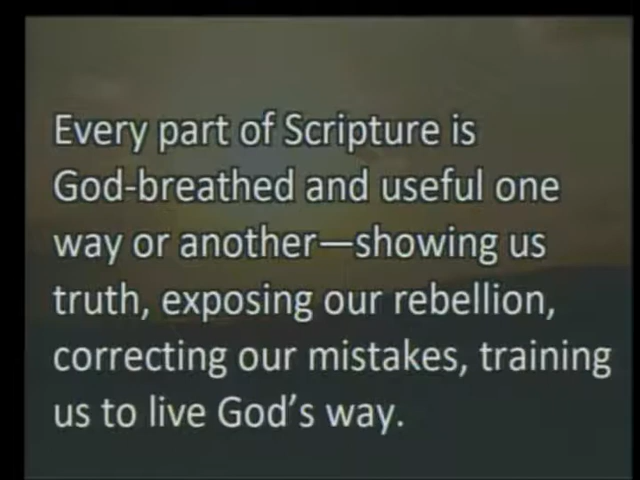 Every part of Scripture is
God-breathed and useful one
way or another—showing us
truth, exposing our rebellion,
correcting our mistakes, training
us to live God's way.